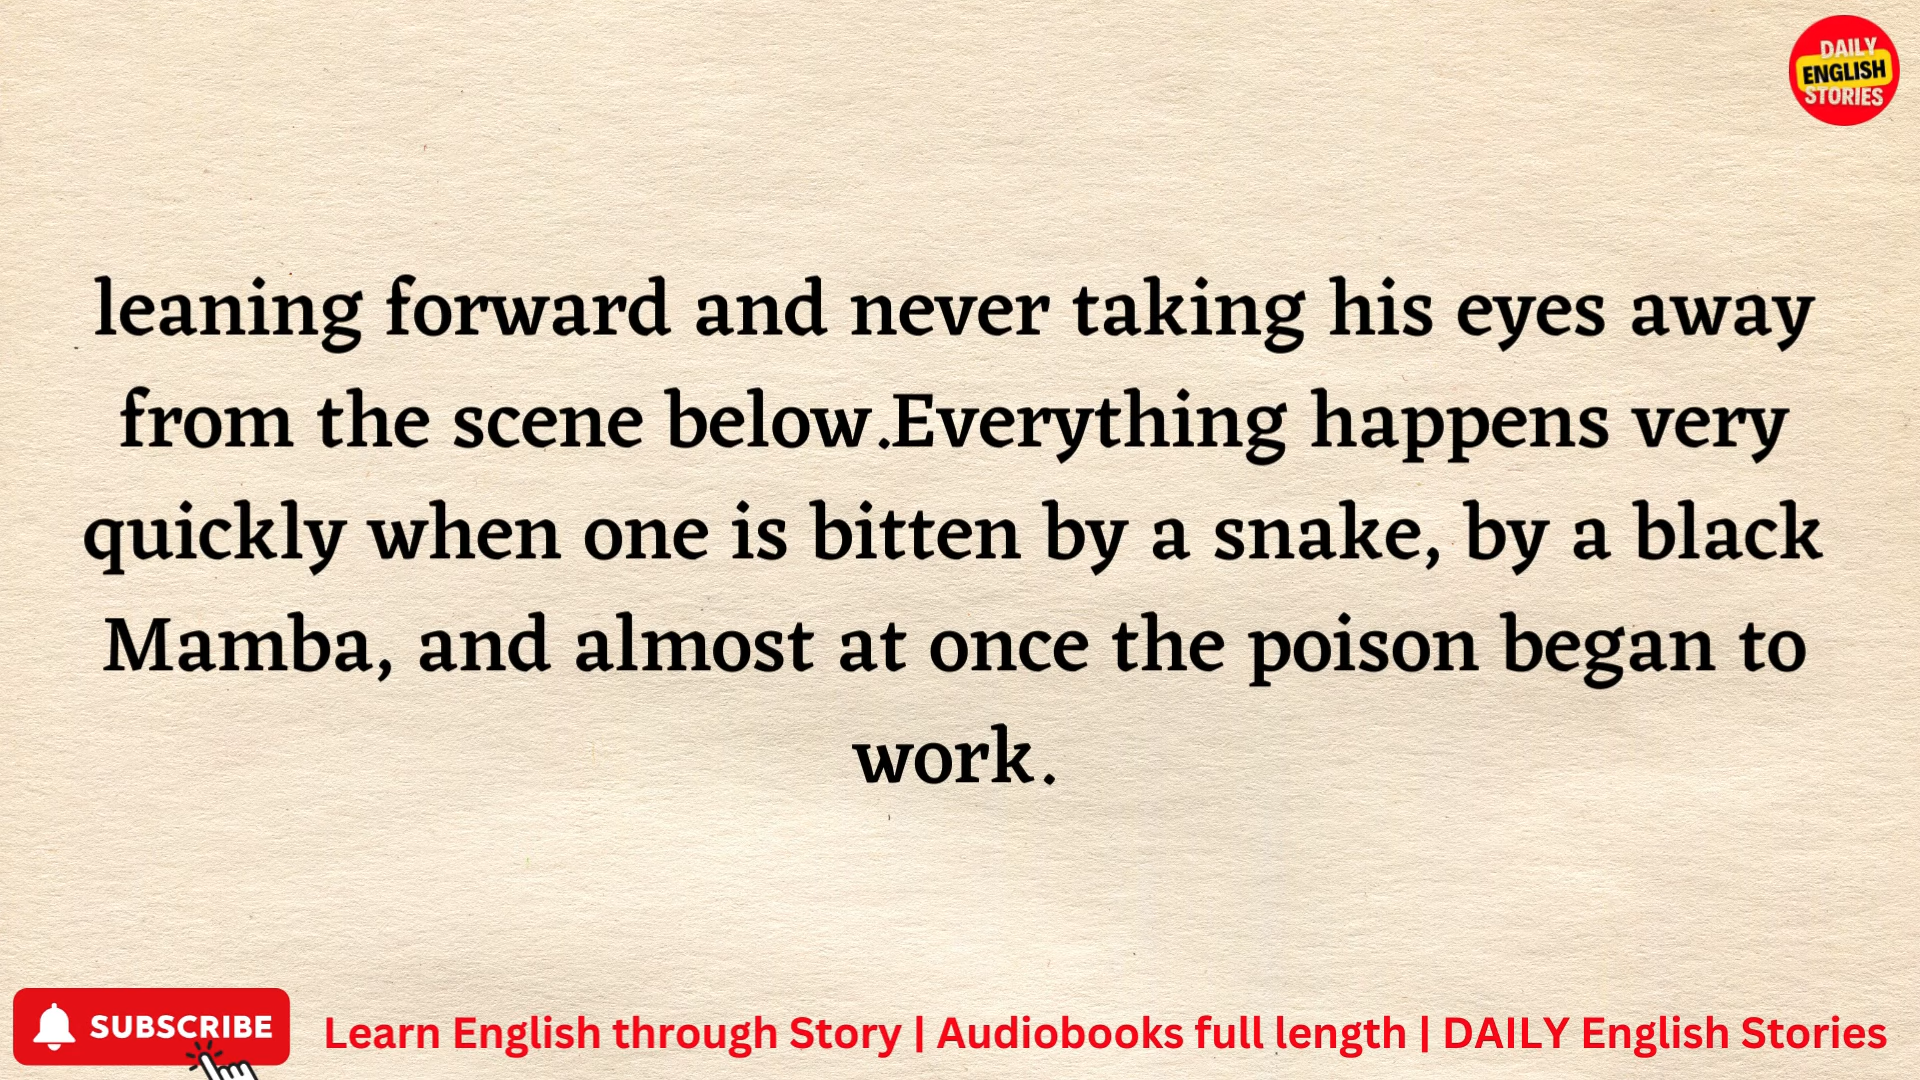 DAILY
ENGLISH
STORIES
leaning forward and never taking his eyes away
from the scene below.Everything happens very
quickly when one is bitten by a snake, by a black
Mamba, and almost at once the poison began to
work.
SUBSCRIBE
Learn English through Story | Audiobooks full length | DAILY English Stories